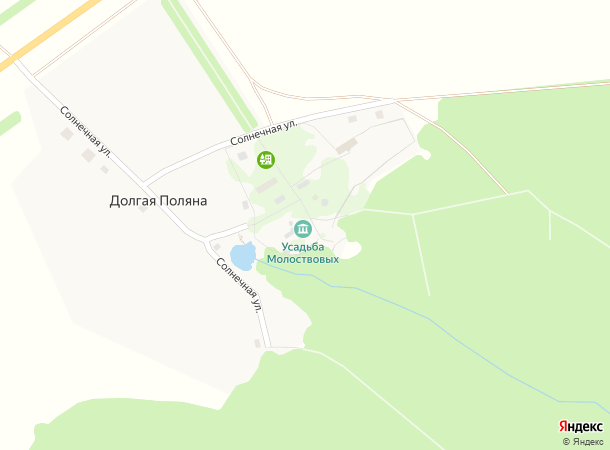 Солнечная ул.
Солнечная ул.
Долгая Поляна
Усадьба
Молоствовых
Солнечная ул.
Яндекс
© Яндекс